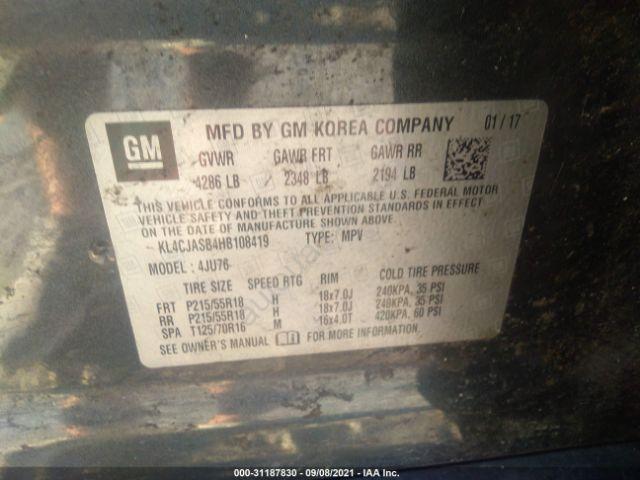 GM
MFD BY GM KOREA COMPANY 01 / 17
GVWR GAWR FRT GAWR RR
4286 LB 2348 LB 2194 LB
THIS VEHICLE CONFORMS TO ALL APPLICABLE U.S. FEDERAL MOTOR
VEHICLE SAFETY AND THEFT PREVENTION STANDARDS IN EFFECT
ON THE DATE OF MANUFACTURE SHOWN ABOVE.
KL4CJASB4HB108419 TYPE: MPV
MODEL : 4JU76
TIRE SIZE SPEED RTG RIM COLD TIRE PRESSURE
FRT P215/55R18 H 18x7.0J 240KPA, 35 PSI
RR P215/55R18 H 18x7.0J 240KPA, 35 PSI
SPA T125/70R16 M 16x4.0T 420KPA, 60 PSI
SEE OWNER'S MANUAL FOR MORE INFORMATION.
000-31187830 - 09/08/2021 - IAA Inc.